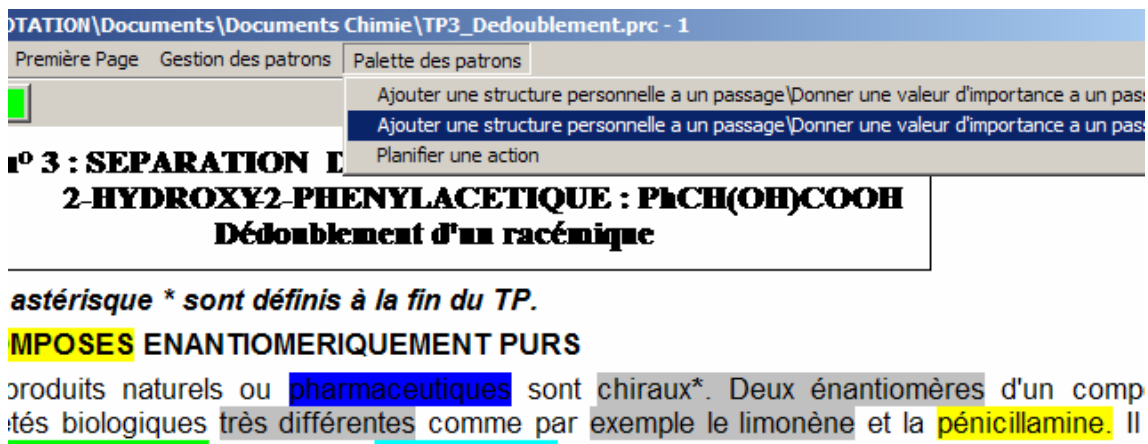 OTATION\Documents\Documents Chimie\TP3_Dedoublement.prc - 1
Première Page Gestion des patrons Palette des patrons
Ajouter une structure personnelle a un passage\Donner une valeur d'importance a un pass
Ajouter une structure personnelle a un passage\Donner une valeur d'importance a un pass
Planifier une action
nº 3 : SEPARATION D
2-HYDROXY-2-PHENYLACETIQUE : PhCH(OH)COOH
Dédoublement d'un racémique
astérisque * sont définis à la fin du TP.
MPOSES ENANTIOMERIQUEMENT PURS
produits naturels ou pharmaceutiques sont chiraux*. Deux énantiomères d'un comp
étés biologiques très différentes comme par exemple le limonène et la pénicillamine. Il